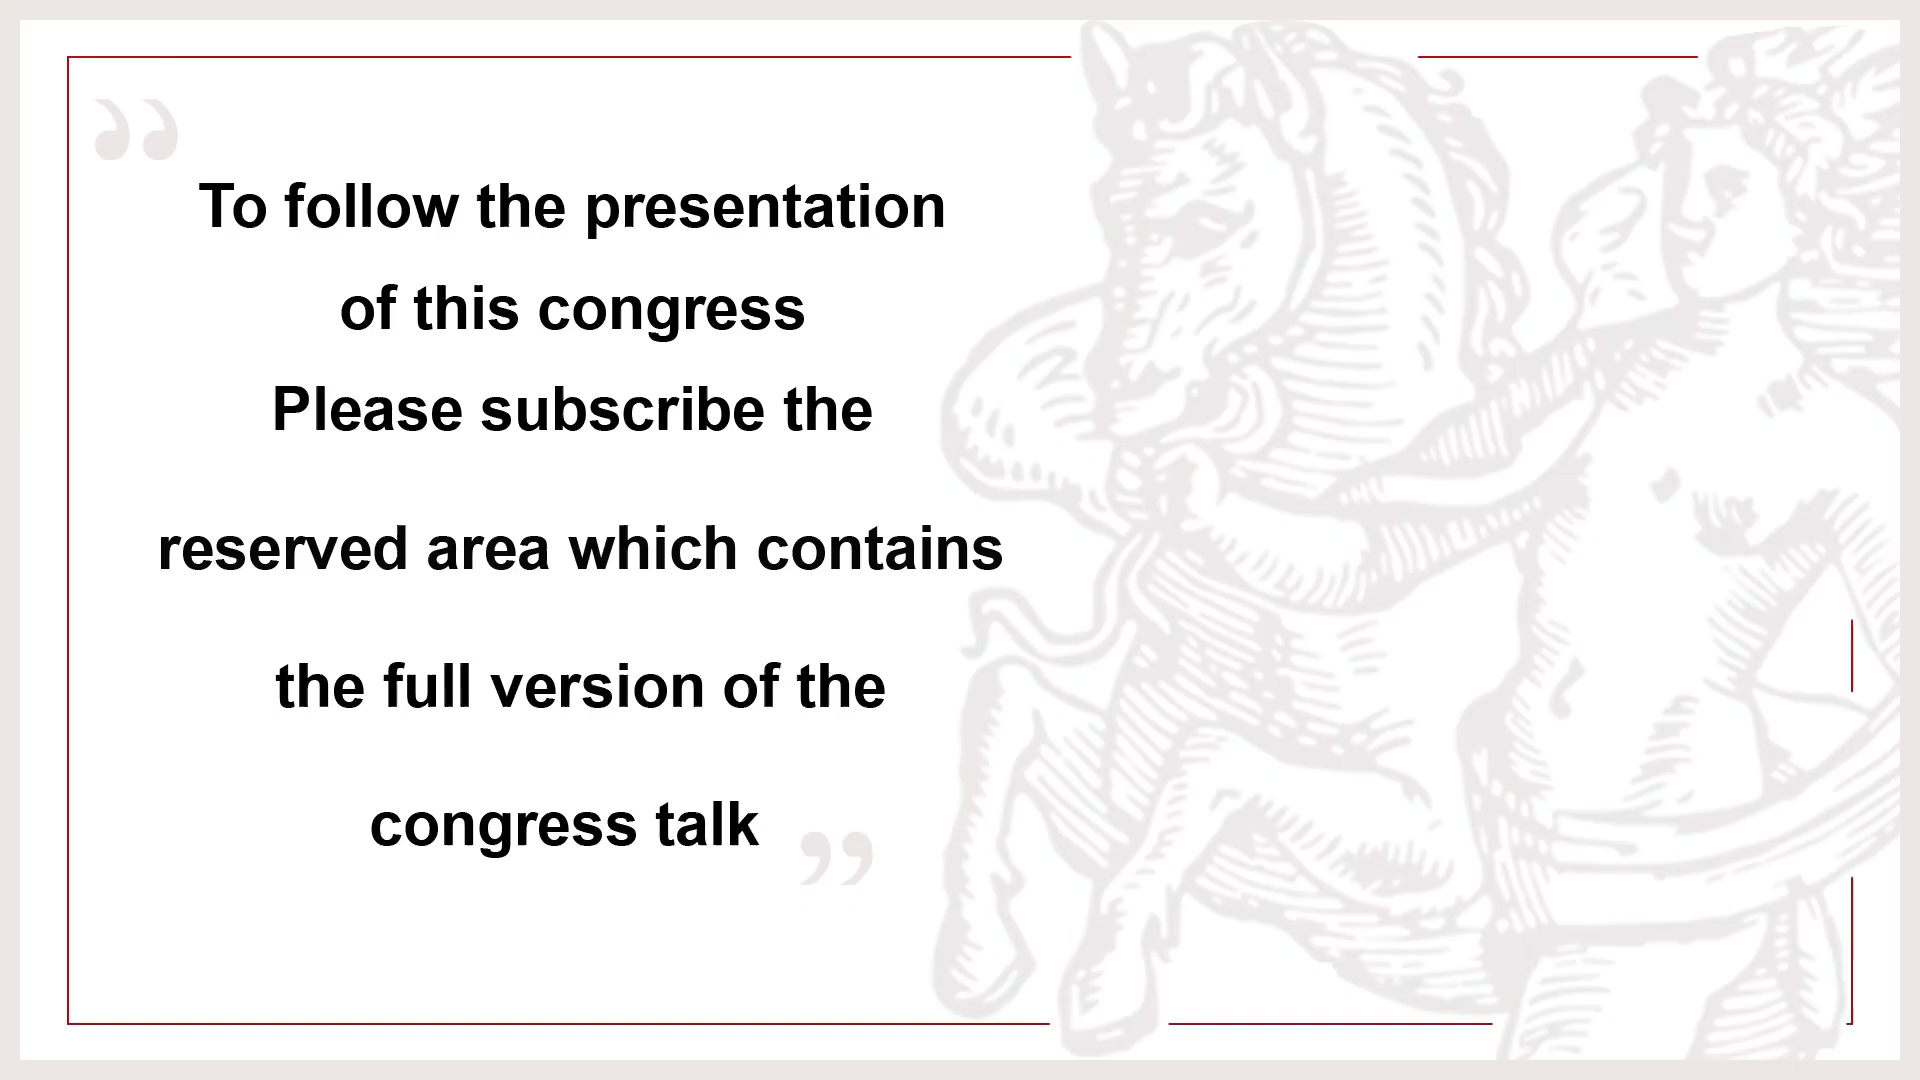 ”
To follow the presentation
of this congress
Please subscribe the
reserved area which contains
the full version of the
congress talk ”